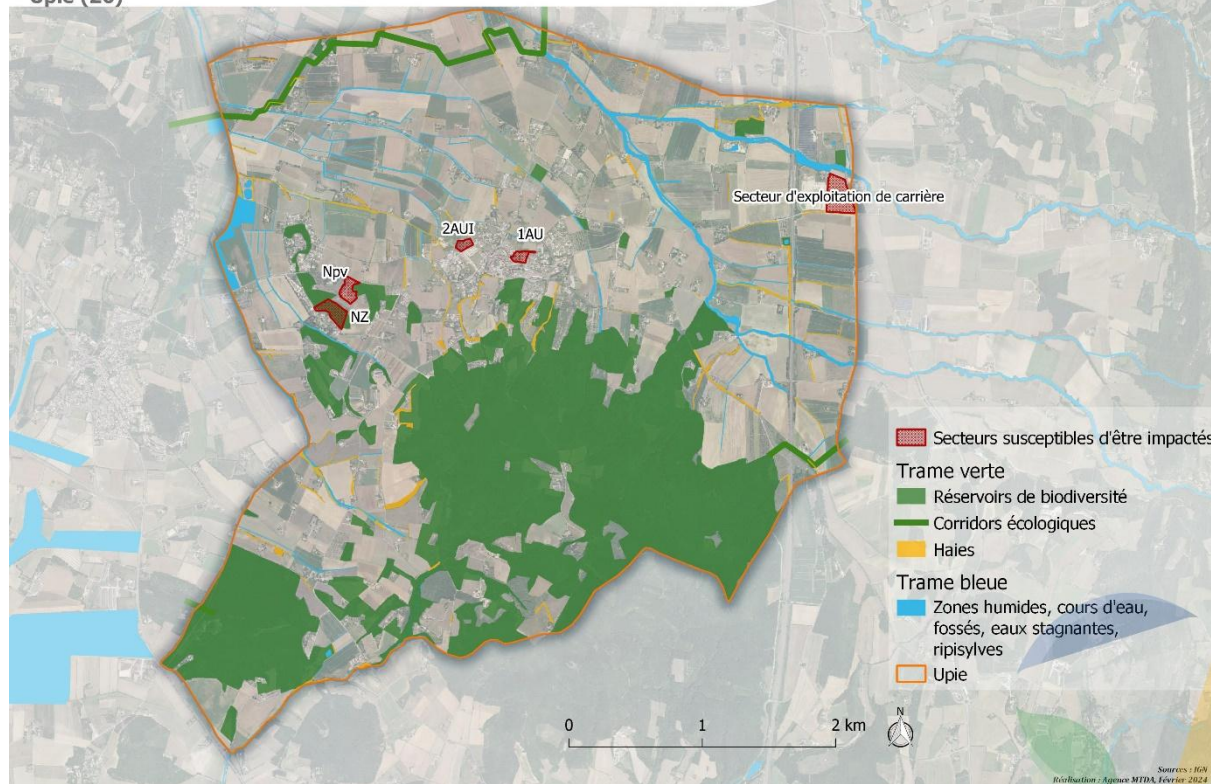 Upie (26)
Secteur d'exploitation de carrière
2AUI
1AU
Npv
NZ
Secteurs susceptibles d'être impactés
Trame verte
Réservoirs de biodiversité
Corridors écologiques
Haies
Trame bleue
Zones humides, cours d'eau,
fossés, eaux stagnantes,
ripisylves
Upie
0 1 2 km
N
Sources : IGN
Réalisation : Agence MTDA, Février 2024